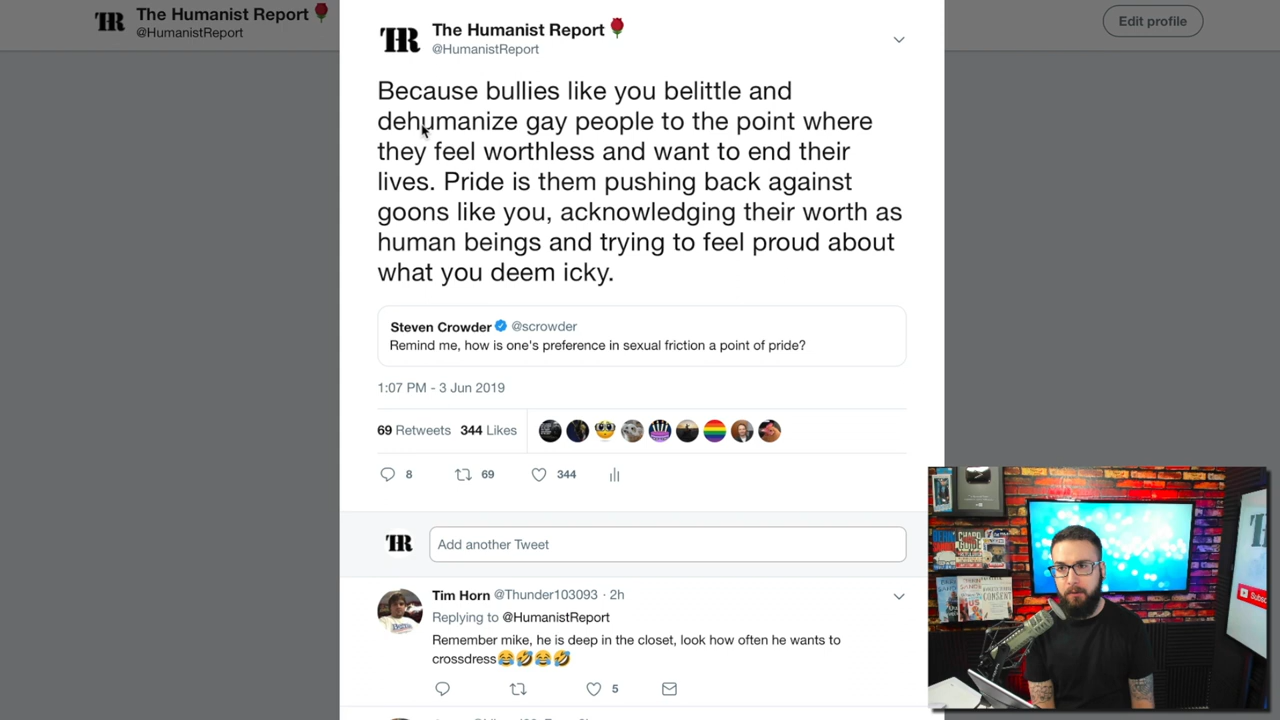 The Humanist Report🌹
@HumanistReport
Edit profile
The Humanist Report🌹
@HumanistReport
Because bullies like you belittle and
dehumanize gay people to the point where
they feel worthless and want to end their
lives. Pride is them pushing back against
goons like you, acknowledging their worth as
human beings and trying to feel proud about
what you deem icky.
Steven Crowder @scrowder
Remind me, how is one's preference in sexual friction a point of pride?
1:07 PM - 3 Jun 2019
69 Retweets 344 Likes
8 69 344
Add another Tweet
Tim Horn @Thunder103093 · 2h
Replying to @HumanistReport
Remember mike, he is deep in the closet, look how often he wants to
crossdress😂🤣😂🤣
5
CONSENT